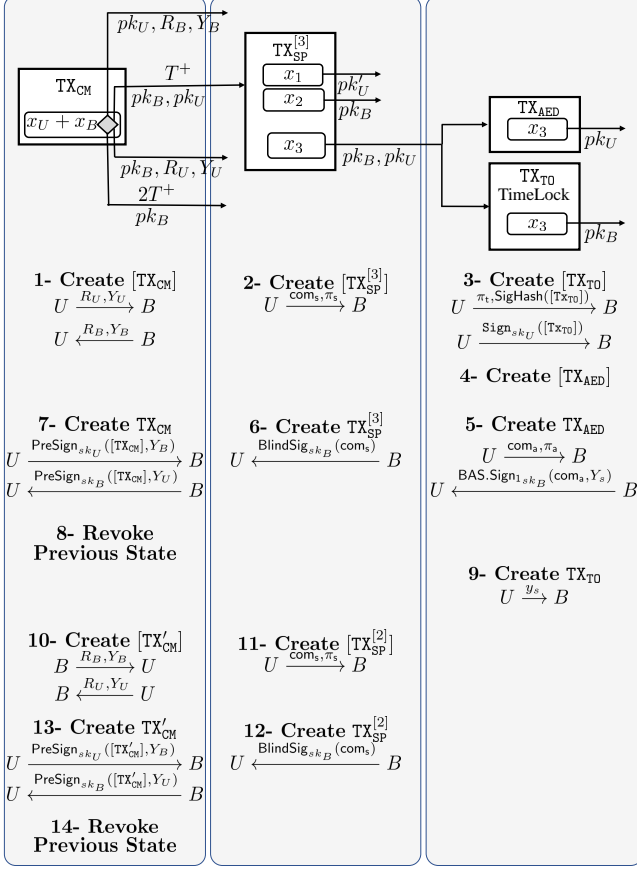 pk_U, R_B, Y_B
TX_CM
x_U + x_B
T^+
pk_B, pk_U
pk_B, R_U, Y_U
2T^+
pk_B
TX_SP^[3]
x_1
pk'_U
x_2
pk_B
x_3
pk_B, pk_U
TX_AED
x_3
pk_U
TX_TO
TimeLock
x_3
pk_B
1- Create [TX_CM]
U R_U,Y_U B
U R_B,Y_B B
2- Create [TX_SP^[3]]
U com_s,π_s B
3- Create [TX_TO]
U π_t,SigHash([Tx_TO]) B
U Sign_sk_U([Tx_TO]) B
4- Create [TX_AED]
7- Create TX_CM
U PreSign_sk_U([TX_CM],Y_B) B
U PreSign_sk_B([TX_CM],Y_U) B
6- Create TX_SP^[3]
U BlindSig_sk_B(com_s) B
5- Create TX_AED
U com_a,π_a B
U BAS.Sign_1_sk_B(com_a,Y_s) B
8- Revoke
Previous State
9- Create TX_TO
U y_s B
10- Create [TX'_CM]
B R_B,Y_B U
B R_U,Y_U U
11- Create [TX_SP^[2]]
U com_s,π_s B
13- Create TX'_CM
U PreSign_sk_U([TX'_CM],Y_B) B
U PreSign_sk_B([TX'_CM],Y_U) B
12- Create TX_SP^[2]
U BlindSig_sk_B(com_s) B
14- Revoke
Previous State